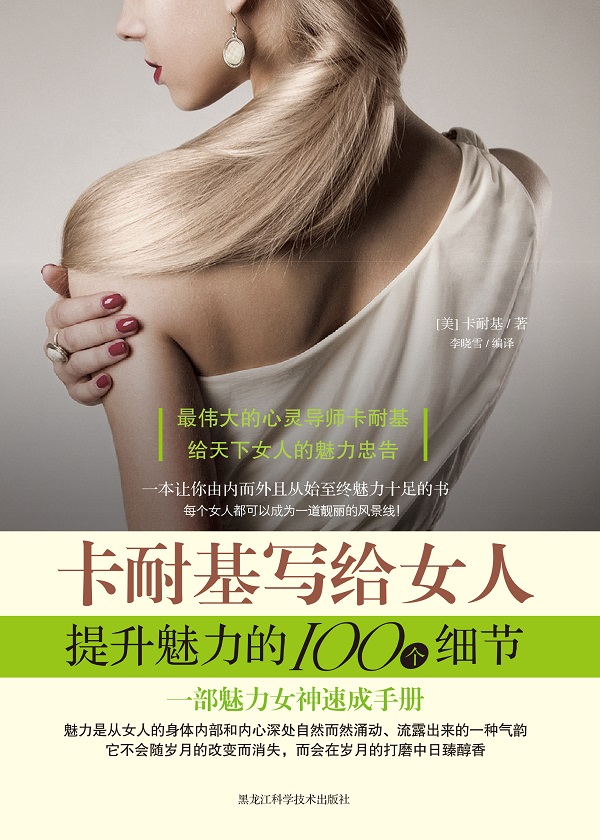 [美] 卡耐基 / 著
李晓雪 / 编译
最伟大的心灵导师卡耐基
给天下女人的魅力忠告
一本让你由内而外且从始至终魅力十足的书
每个女人都可以成为一道靓丽的风景线！
卡耐基写给女人
提升魅力的100个细节
一部魅力女神速成手册
魅力是从女人的身体内部和内心深处自然而然涌动、流露出来的一种气韵
它不会随岁月的改变而消失，而会在岁月的打磨中日臻醇香
黑龙江科学技术出版社